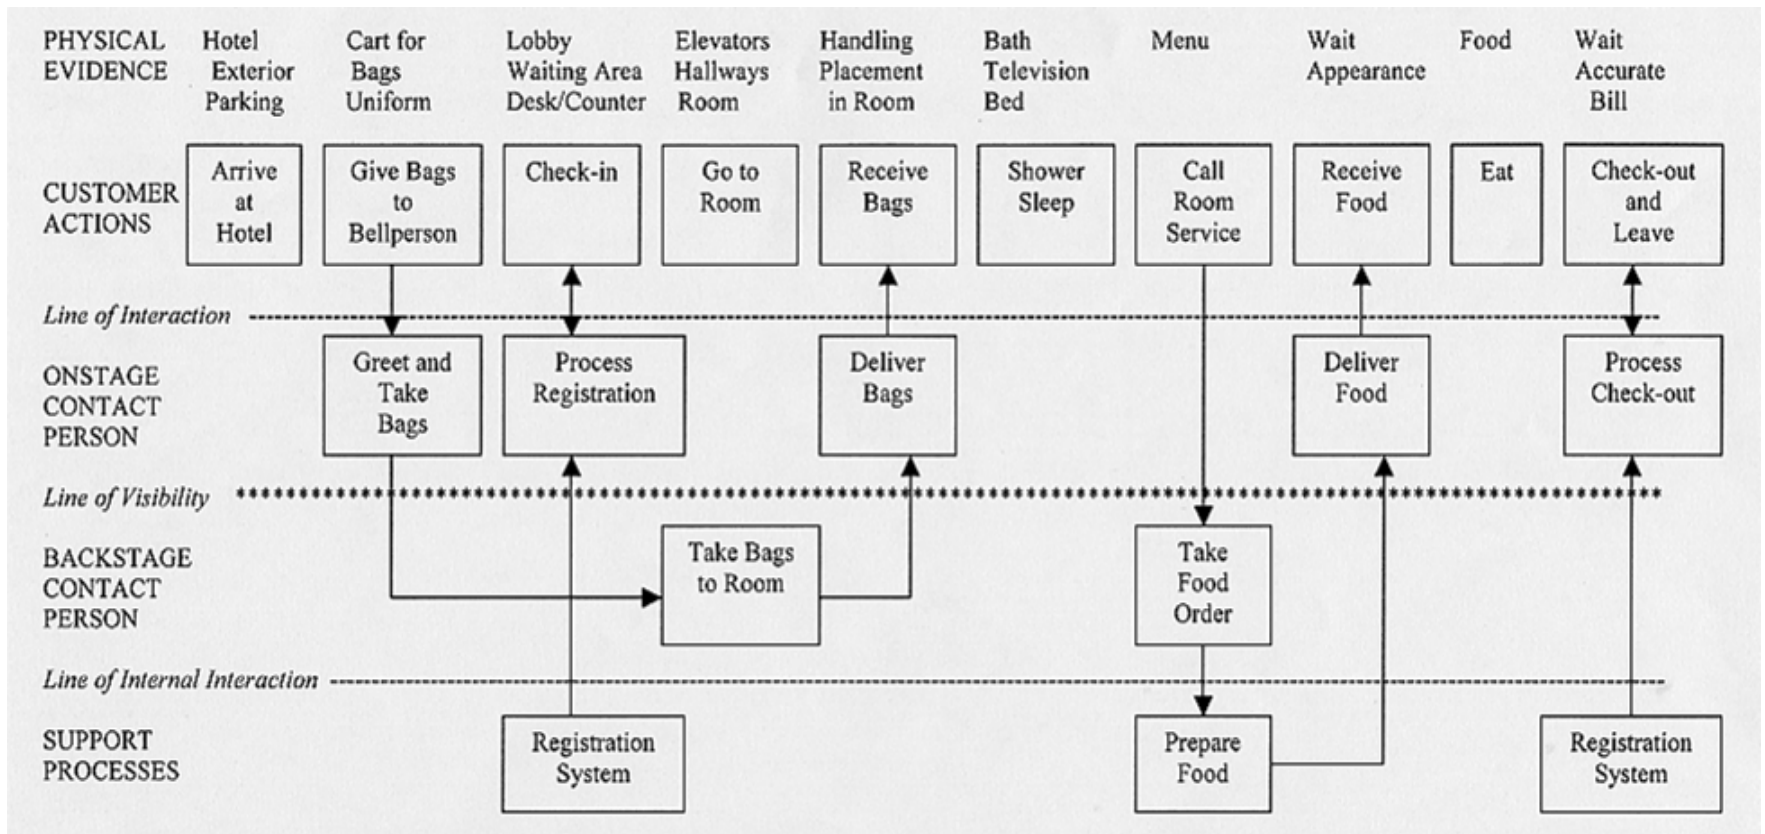 PHYSICAL EVIDENCE
Hotel
Exterior
Parking
Cart for
Bags
Uniform
Lobby
Waiting Area
Desk/Counter
Elevators
Hallways
Room
Handling
Placement
in Room
Bath
Television
Bed
Menu
Wait
Appearance
Food
Wait
Accurate
Bill
CUSTOMER
ACTIONS
Arrive
at
Hotel
Give Bags
to
Bellperson
Check-in
Go to
Room
Receive
Bags
Shower
Sleep
Call
Room
Service
Receive
Food
Eat
Check-out
and
Leave
Line of Interaction
ONSTAGE
CONTACT
PERSON
Greet and
Take
Bags
Process
Registration
Deliver
Bags
Deliver
Food
Process
Check-out
Line of Visibility
BACKSTAGE
CONTACT
PERSON
Take Bags
to Room
Take
Food
Order
Line of Internal Interaction
SUPPORT
PROCESSES
Registration
System
Prepare
Food
Registration
System